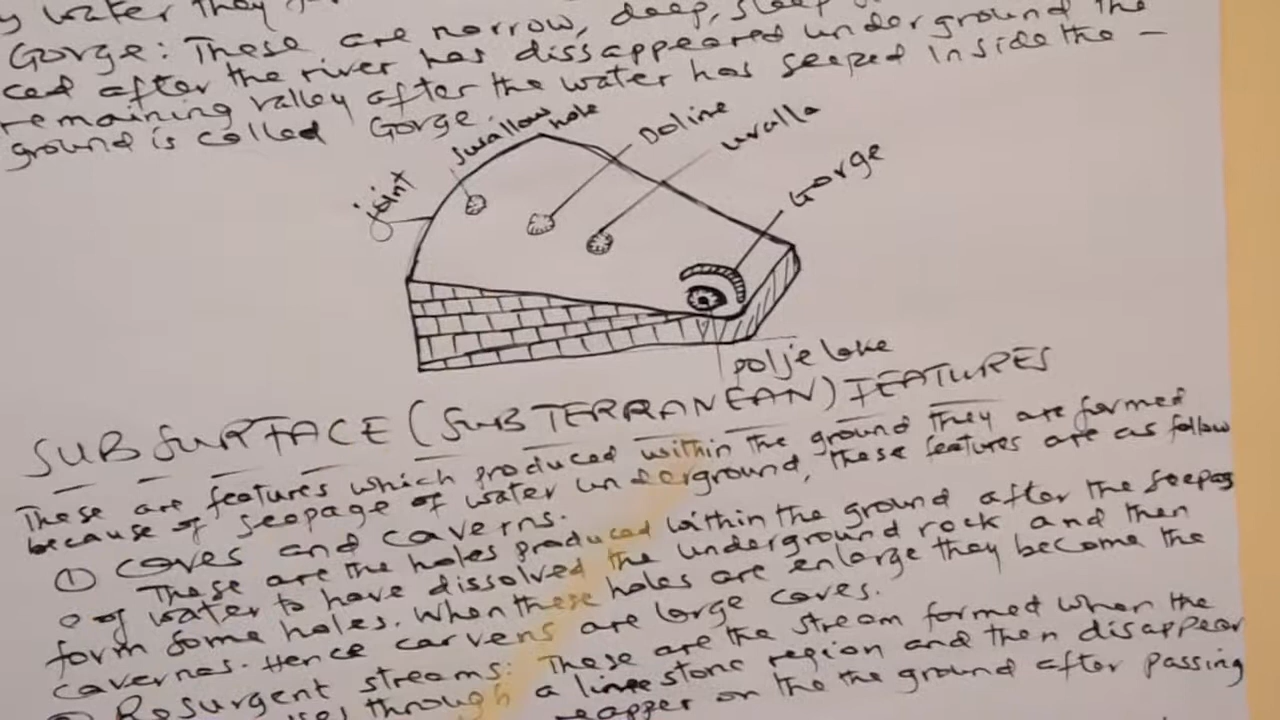 y water they
Gorge: These are norrow, deep, steep
ced after the river has dissappeared underground the
remaining valley after the water has seeped Inside the -
ground is called Gorge.
joint
swallow hole
Doline
uvalla
Gorge
polje lake
SUBSURFACE (SUBTERRANEAN) FEATURES
These are features which produced within the ground they are formed
because of seepage of water underground, these features are as follow
① Caves and caverns.
These are the holes produced within the ground after the seepag
o of water to have dissolved the underground rock and then
form some holes. When these holes are enlarge they become the
cavernas. Hence carvens are large caves.
Resurgent streams: These are the stream formed when the
through a limestone region and then disappear
on the the ground after passing